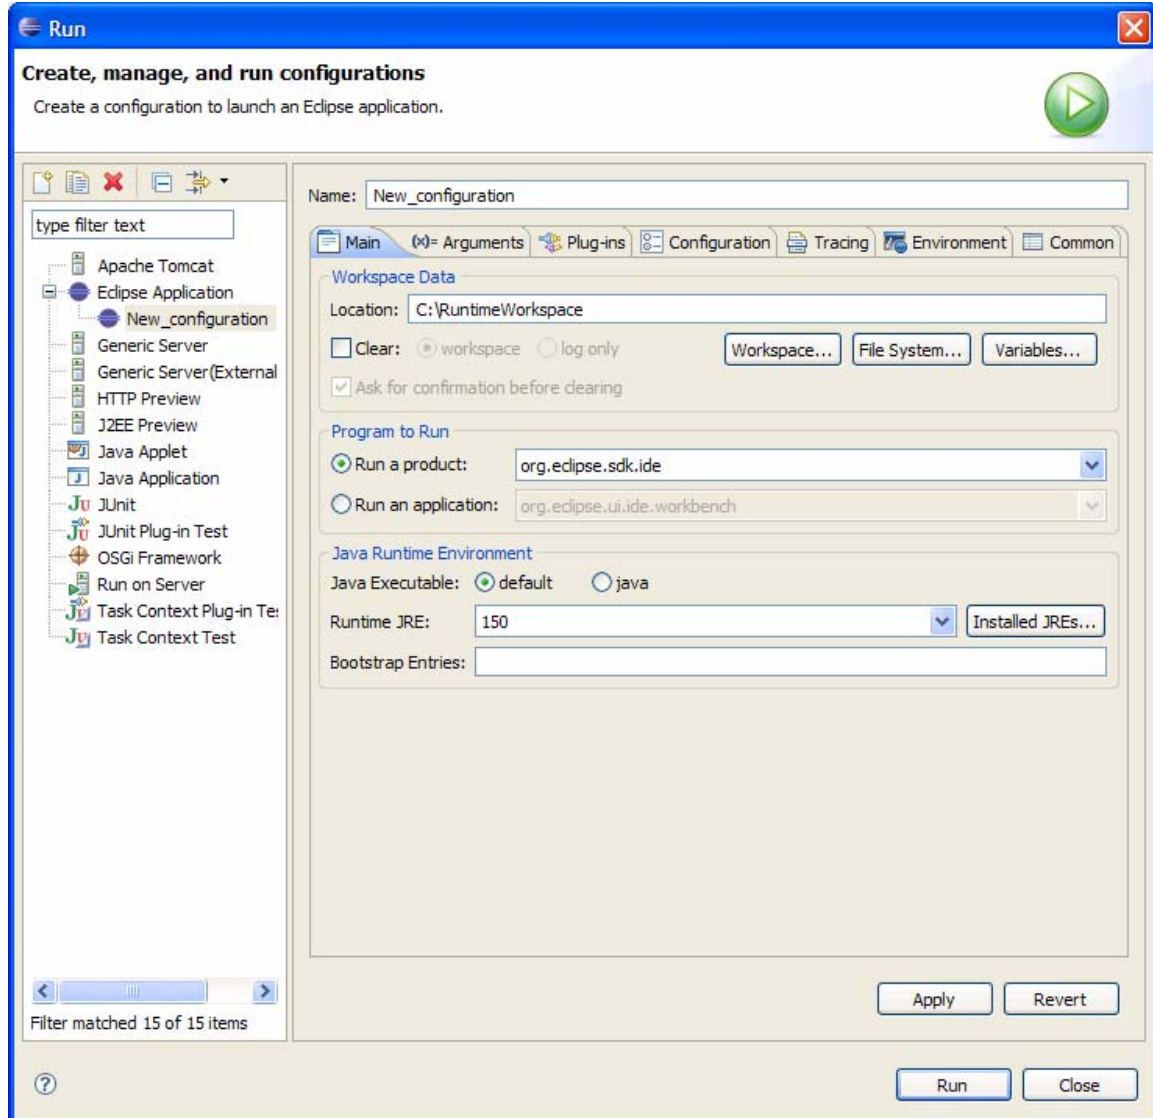 Run
Create, manage, and run configurations
Create a configuration to launch an Eclipse application.
type filter text
Apache Tomcat
Eclipse Application
New_configuration
Generic Server
Generic Server(External
HTTP Preview
J2EE Preview
Java Applet
Java Application
JUnit
JUnit Plug-in Test
OSGi Framework
Run on Server
Task Context Plug-in Te
Task Context Test
Filter matched 15 of 15 items
Name: New_configuration
Main (x)= Arguments Plug-ins Configuration Tracing Environment Common
Workspace Data
Location: C:\RuntimeWorkspace
Clear: workspace log only Workspace... File System... Variables...
Ask for confirmation before clearing
Program to Run
Run a product: org.eclipse.sdk.ide
Run an application: org.eclipse.ui.ide.workbench
Java Runtime Environment
Java Executable: default java
Runtime JRE: 150 Installed JREs...
Bootstrap Entries:
Apply Revert
Run Close